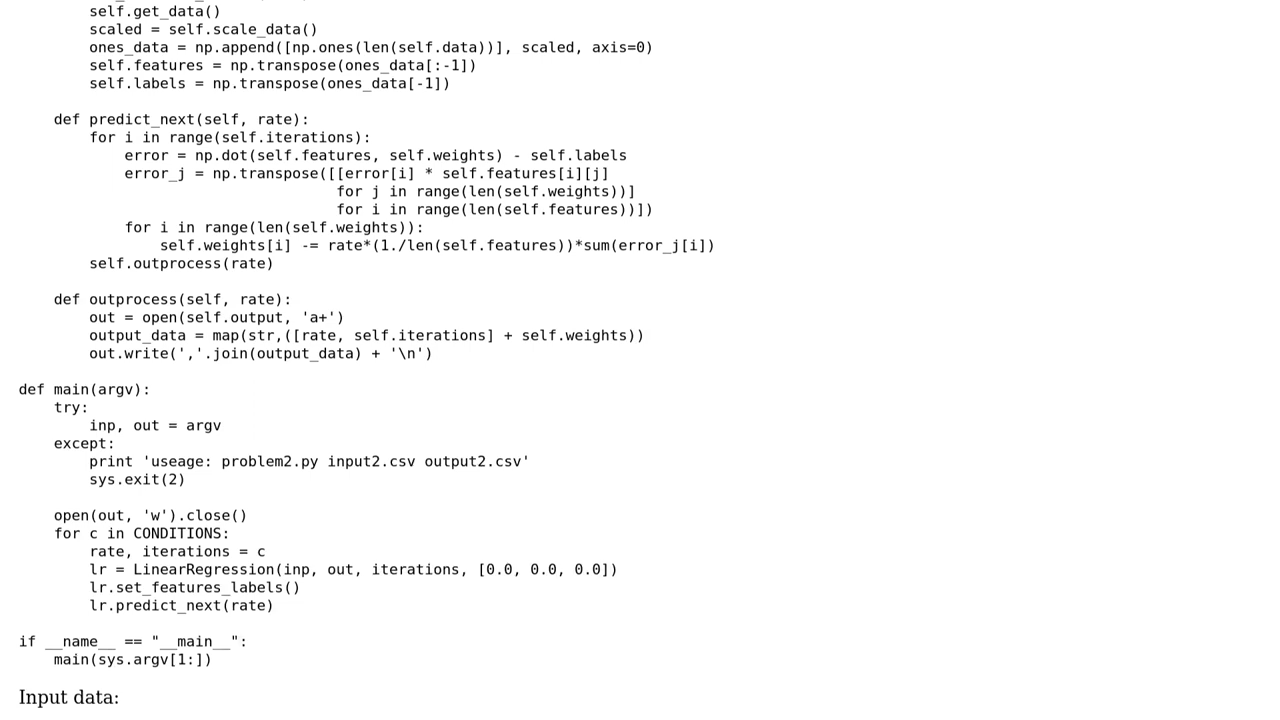 self.get_data()
        scaled = self.scale_data()
        ones_data = np.append([np.ones(len(self.data))], scaled, axis=0)
        self.features = np.transpose(ones_data[:-1])
        self.labels = np.transpose(ones_data[-1])

    def predict_next(self, rate):
        for i in range(self.iterations):
            error = np.dot(self.features, self.weights) - self.labels
            error_j = np.transpose([[error[i] * self.features[i][j]
                                    for j in range(len(self.weights))]
                                    for i in range(len(self.features))])
            for i in range(len(self.weights)):
                self.weights[i] -= rate*(1./len(self.features))*sum(error_j[i])
        self.outprocess(rate)

    def outprocess(self, rate):
        out = open(self.output, 'a+')
        output_data = map(str,([rate, self.iterations] + self.weights))
        out.write(','.join(output_data) + '\n')

def main(argv):
    try:
        inp, out = argv
    except:
        print 'useage: problem2.py input2.csv output2.csv'
        sys.exit(2)

    open(out, 'w').close()
    for c in CONDITIONS:
        rate, iterations = c
        lr = LinearRegression(inp, out, iterations, [0.0, 0.0, 0.0])
        lr.set_features_labels()
        lr.predict_next(rate)

if __name__ == "__main__":
    main(sys.argv[1:])
Input data: